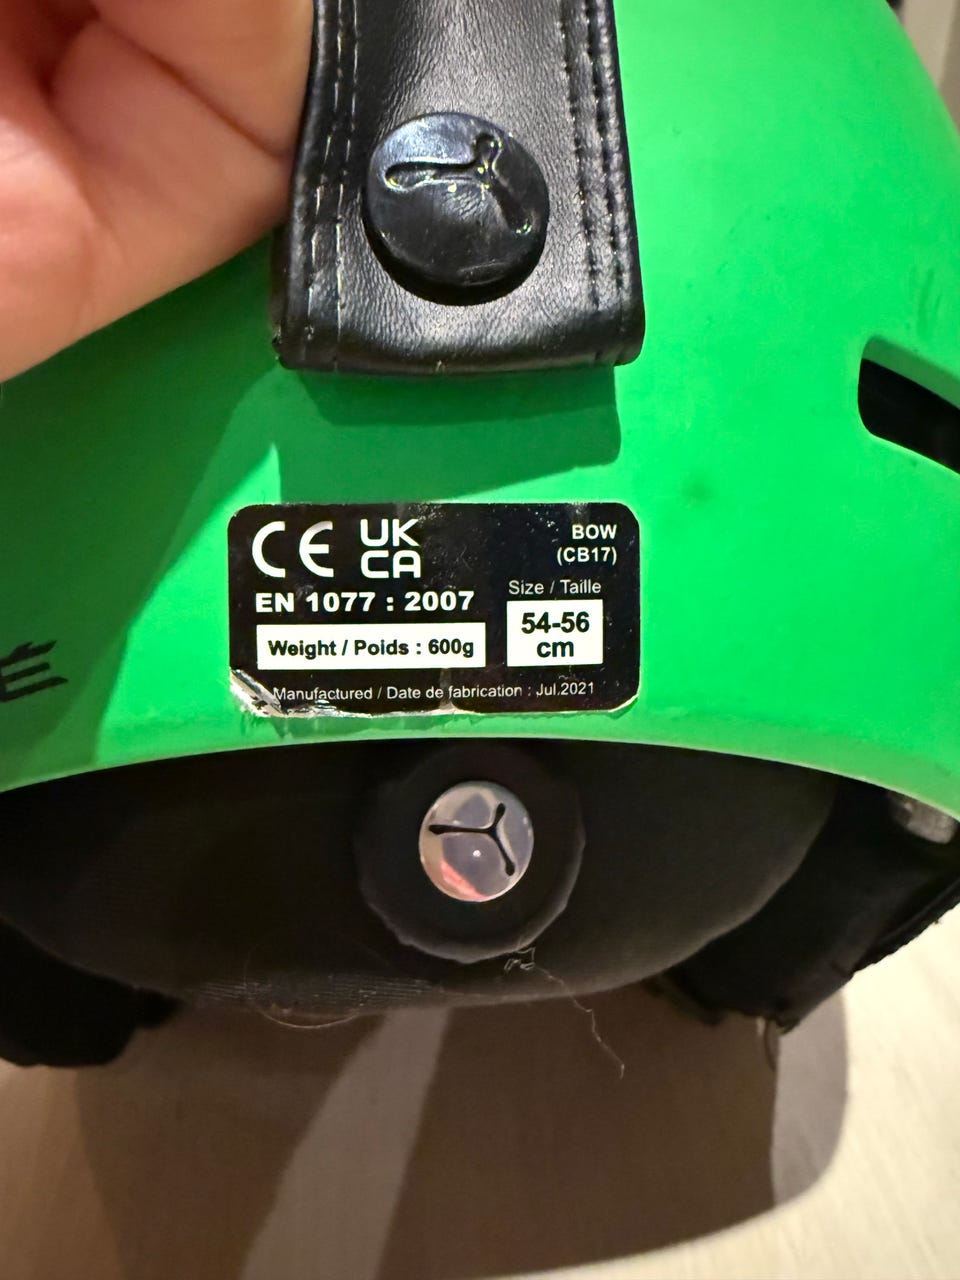 CE UK
CA
BOW
(CB17)
EN 1077 : 2007
Size / Taille
54-56
cm
Weight / Poids : 600g
Manufactured / Date de fabrication : Jul.2021
É